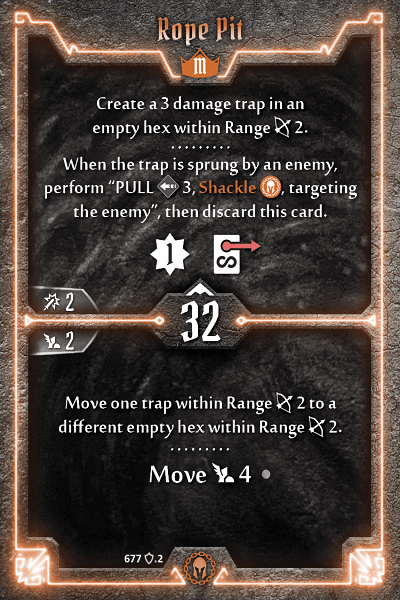 Rope Pit
M
Create a 3 damage trap in an
empty hex within Range 2.
When the trap is sprung by an enemy,
perform “PULL 3, Shackle, targeting
the enemy”, then discard this card.
1
2
32
2
Move one trap within Range 2 to a
different empty hex within Range 2.
Move 4
677 .2